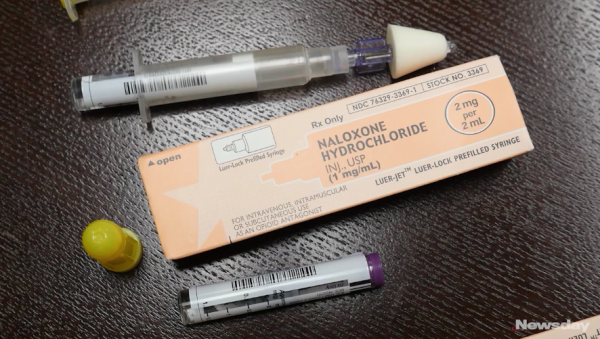 NDC 76329-3369-1
STOCK NO. 3369
Rx Only
NALOXONE
HYDROCHLORIDE
INJ., USP
(1 mg/mL)
2 mg
per
2 mL
open
Luer-Lock Prefilled Syringe
LUER-JET™ LUER-LOCK PREFILLED SYRINGE
FOR INTRAVENOUS, INTRAMUSCULAR
OR SUBCUTANEOUS USE
AS AN OPIOID ANTAGONIST
Newsday